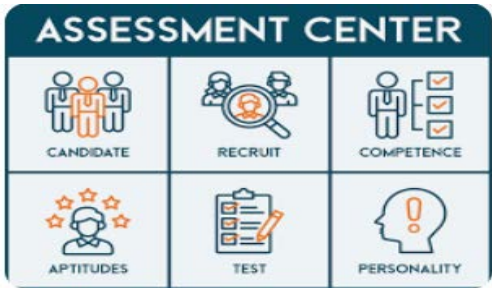 ASSESSMENT CENTER
CANDIDATE
RECRUIT
COMPETENCE
APTITUDES
TEST
PERSONALITY